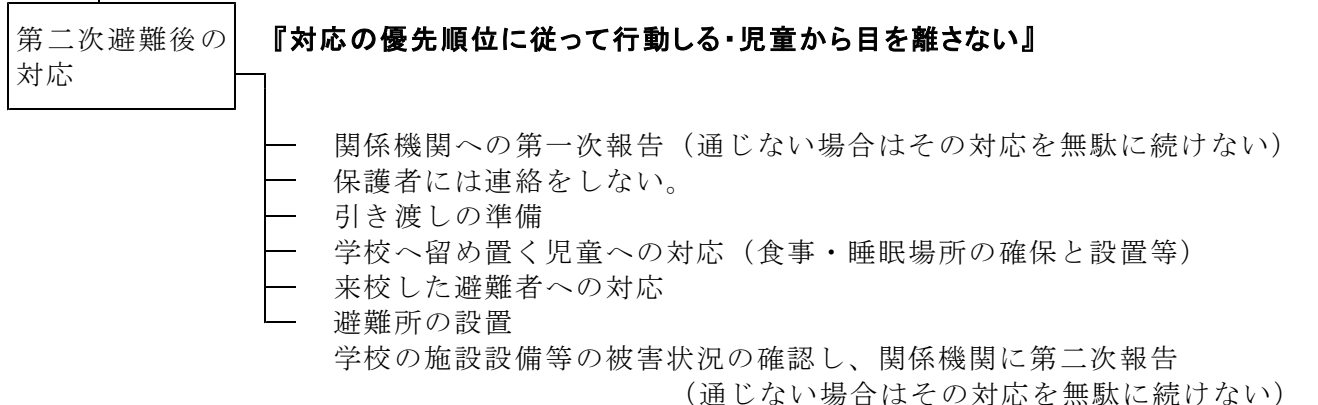 第二次避難後の 『対応の優先順位に従って行動しる・児童から目を離さない』
対応
関係機関への第一次報告（通じない場合はその対応を無駄に続けない）
保護者には連絡をしない。
引き渡しの準備
学校へ留め置く児童への対応（食事・睡眠場所の確保と設置等）
来校した避難者への対応
避難所の設置
学校の施設設備等の被害状況の確認し、関係機関に第二次報告
（通じない場合はその対応を無駄に続けない）